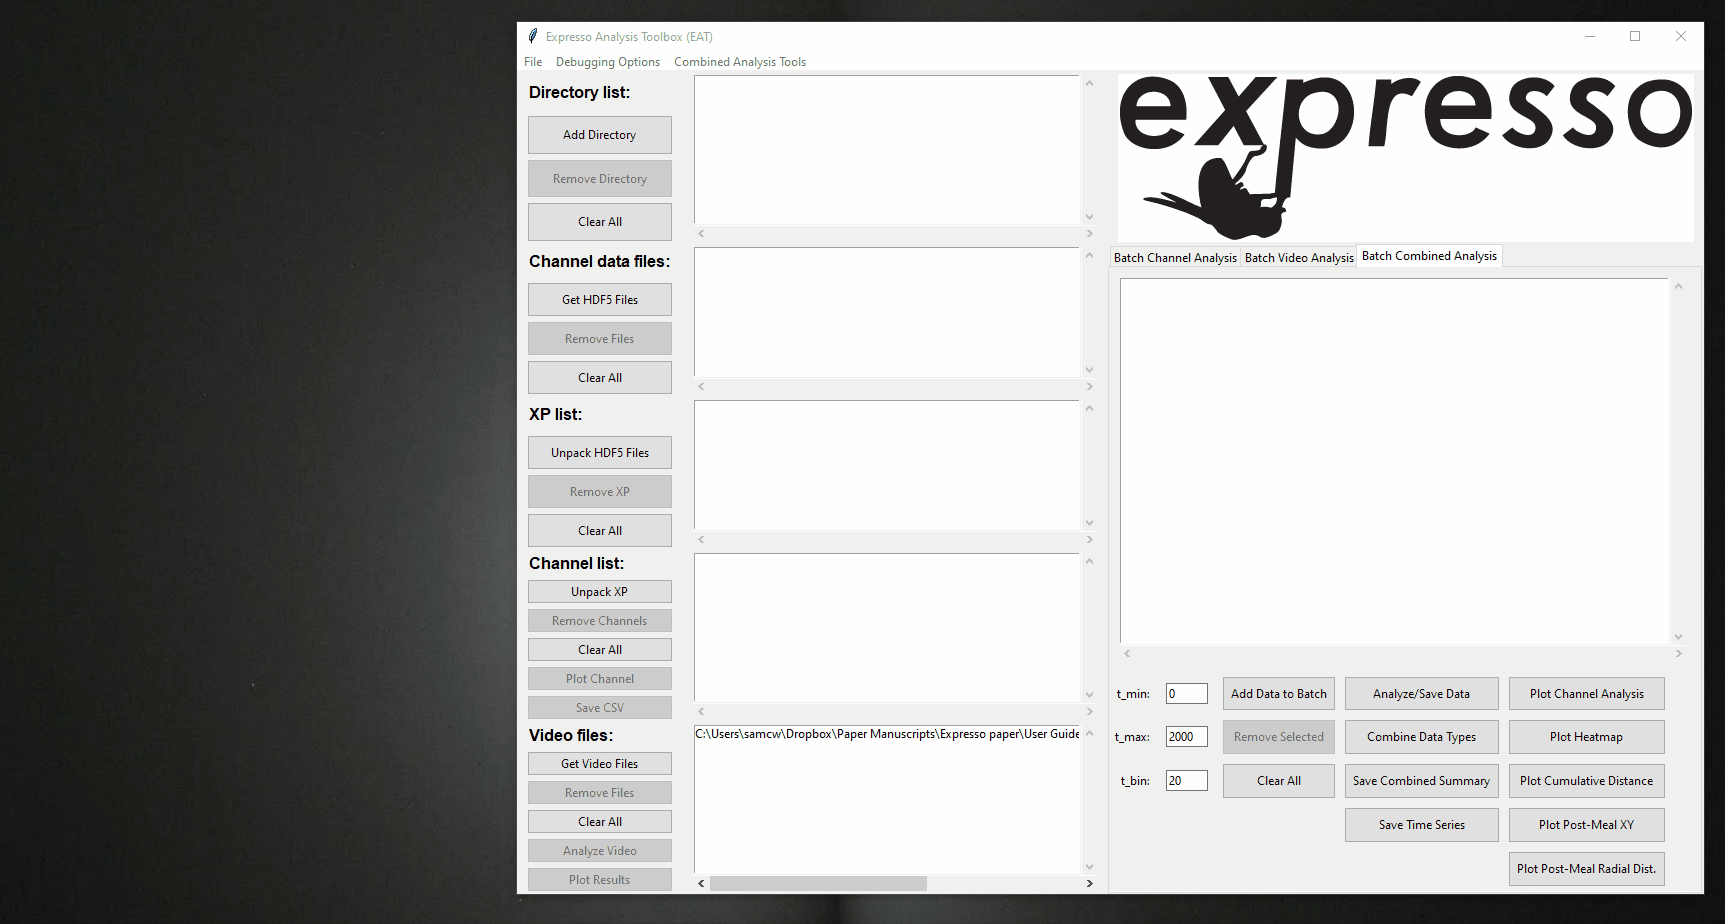 Expresso Analysis Toolbox (EAT)
File Debugging Options Combined Analysis Tools
Directory list:
Add Directory
Remove Directory
Clear All
Channel data files:
Get HDF5 Files
Remove Files
Clear All
XP list:
Unpack HDF5 Files
Remove XP
Clear All
Channel list:
Unpack XP
Remove Channels
Clear All
Plot Channel
Save CSV
Video files:
Get Video Files
Remove Files
Clear All
Analyze Video
Plot Results
C:\Users\samcw\Dropbox\Paper Manuscripts\Expresso paper\User Guide
expresso
Batch Channel Analysis Batch Video Analysis Batch Combined Analysis
t_min: 0 Add Data to Batch Analyze/Save Data Plot Channel Analysis
t_max: 2000 Remove Selected Combine Data Types Plot Heatmap
t_bin: 20 Clear All Save Combined Summary Plot Cumulative Distance
Save Time Series Plot Post-Meal XY
Plot Post-Meal Radial Dist.